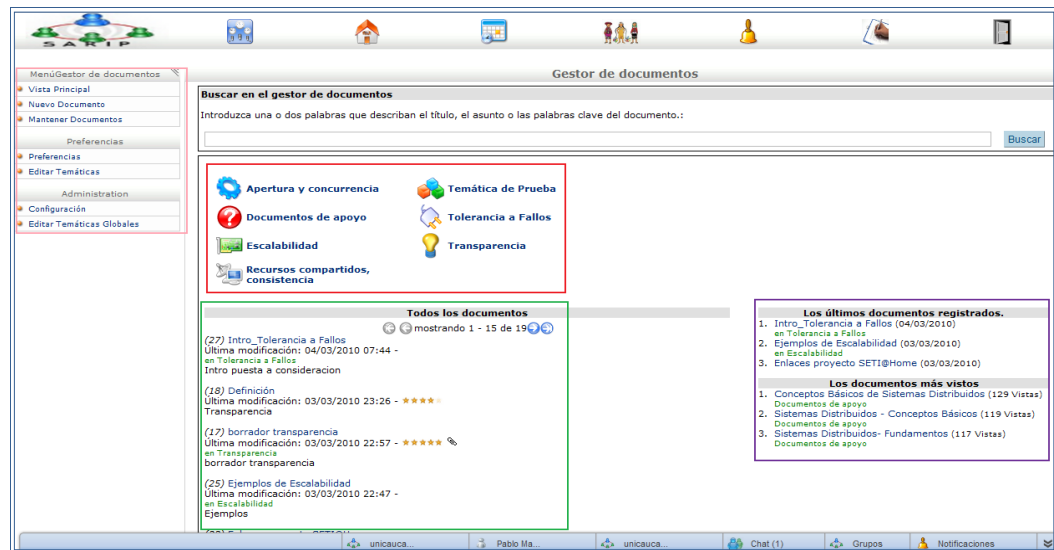 SARIP
MenúGestor de documentos
Vista Principal
Nuevo Documento
Mantener Documentos
Preferencias
Preferencias
Editar Temáticas
Administration
Configuración
Editar Temáticas Globales
Gestor de documentos
Buscar en el gestor de documentos
Introduzca una o dos palabras que describan el título, el asunto o las palabras clave del documento.:
Buscar
Apertura y concurrencia
Temática de Prueba
Documentos de apoyo
Tolerancia a Fallos
Escalabilidad
Transparencia
Recursos compartidos,
consistencia
Todos los documentos
mostrando 1 - 15 de 19
(27) Intro_Tolerancia a Fallos
Última modificación: 04/03/2010 07:44 -
en Tolerancia a Fallos
Intro puesta a consideracion
(18) Definición
Última modificación: 03/03/2010 23:26 -
Transparencia
(17) borrador transparencia
Última modificación: 03/03/2010 22:57 -
en Transparencia
borrador transparencia
(25) Ejemplos de Escalabilidad
Última modificación: 03/03/2010 22:47 -
en Escalabilidad
Ejemplos
Los últimos documentos registrados.
1. Intro_Tolerancia a Fallos (04/03/2010)
en Tolerancia a Fallos
2. Ejemplos de Escalabilidad (03/03/2010)
en Escalabilidad
3. Enlaces proyecto SETI@Home (03/03/2010)
Los documentos más vistos
1. Conceptos Básicos de Sistemas Distribuidos (129 Vistas)
Documentos de apoyo
2. Sistemas Distribuidos - Conceptos Básicos (119 Vistas)
Documentos de apoyo
3. Sistemas Distribuidos- Fundamentos (117 Vistas)
Documentos de apoyo
unicauca...
Pablo Ma...
unicauca...
Chat (1)
Grupos
Notificaciones